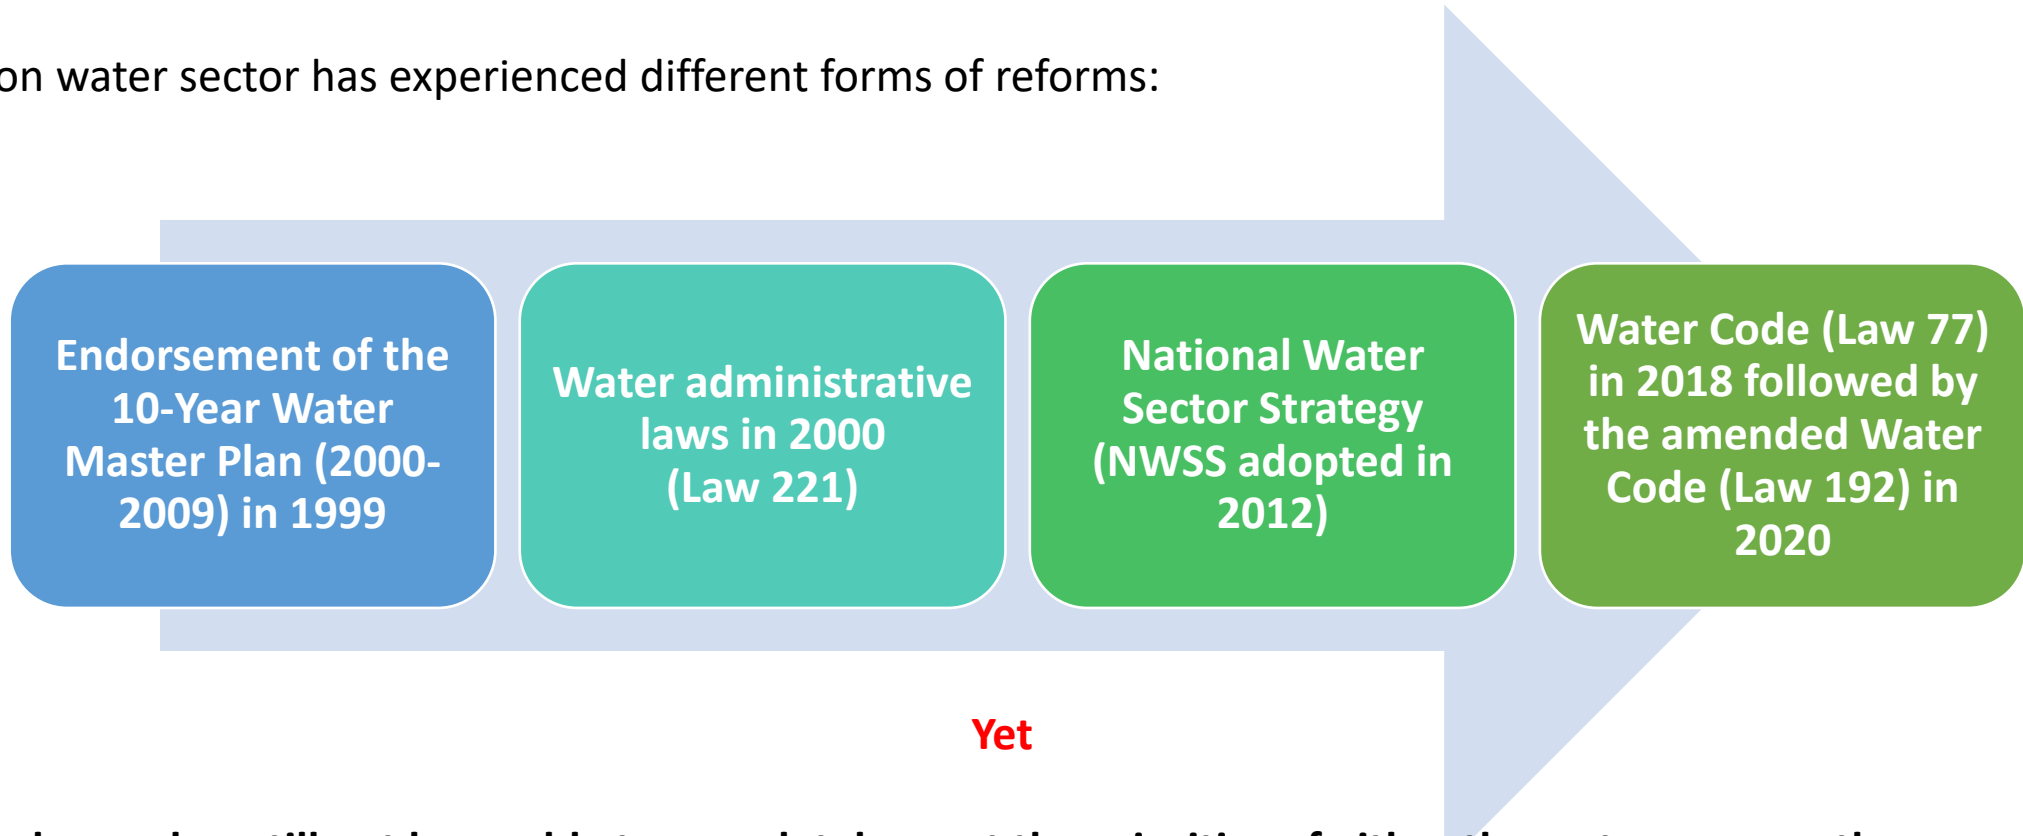 on water sector has experienced different forms of reforms:
Endorsement of the
10-Year Water
Master Plan (2000-
2009) in 1999
Water administrative
laws in 2000
(Law 221)
National Water
Sector Strategy
(NWSS adopted in
2012)
Water Code (Law 77)
in 2018 followed by
the amended Water
Code (Law 192) in
2020
Yet